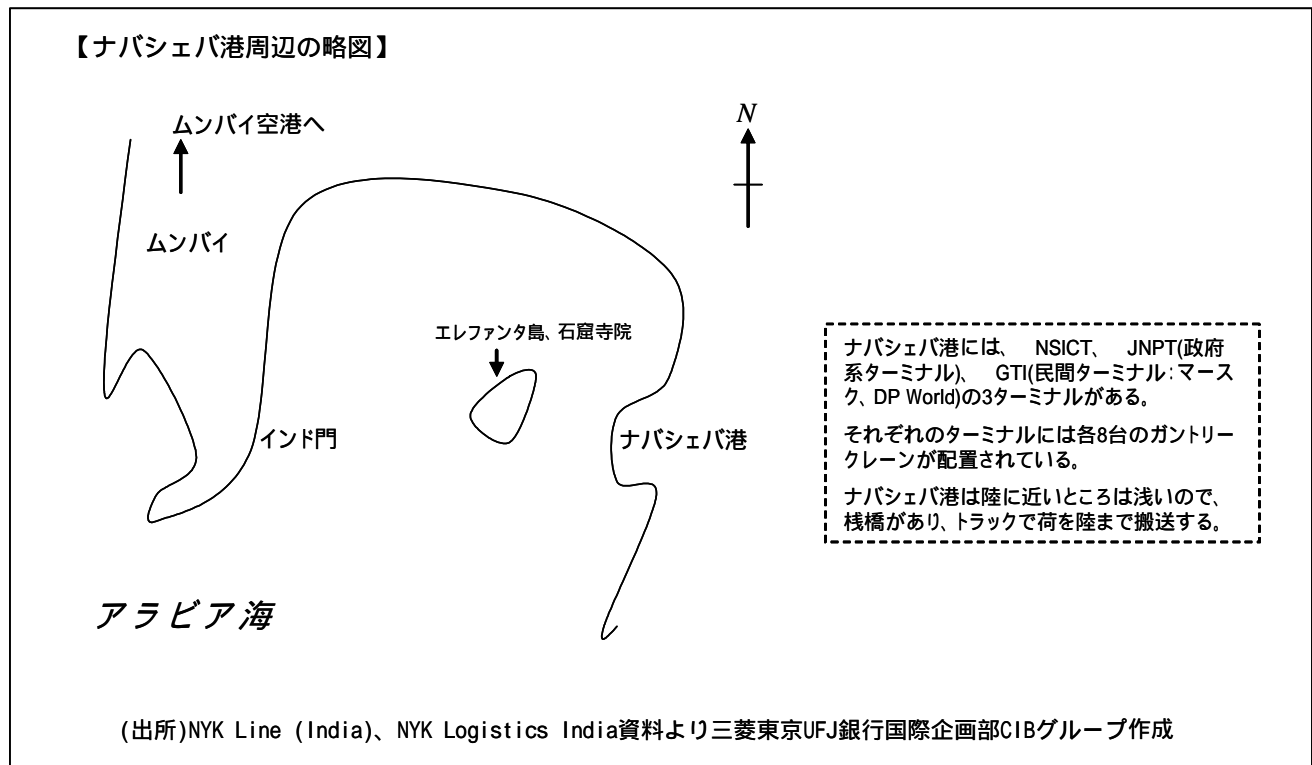 【ナバシェバ港周辺の略図】
ムンバイ空港へ
N
ムンバイ
エレファンタ島、石窟寺院
インド門
ナバシェバ港
ナバシェバ港には、 NSICT、 JNPT(政府
系ターミナル)、 GTI(民間ターミナル:マース
ク、DP World)の3ターミナルがある。
それぞれのターミナルには各8台のガントリー
クレーンが配置されている。
ナバシェバ港は陸に近いところは浅いので、
桟橋があり、トラックで荷を陸まで搬送する。
アラビア海
(出所)NYK Line (India)、NYK Logistics India資料より三菱東京UFJ銀行国際企画部CIBグループ作成